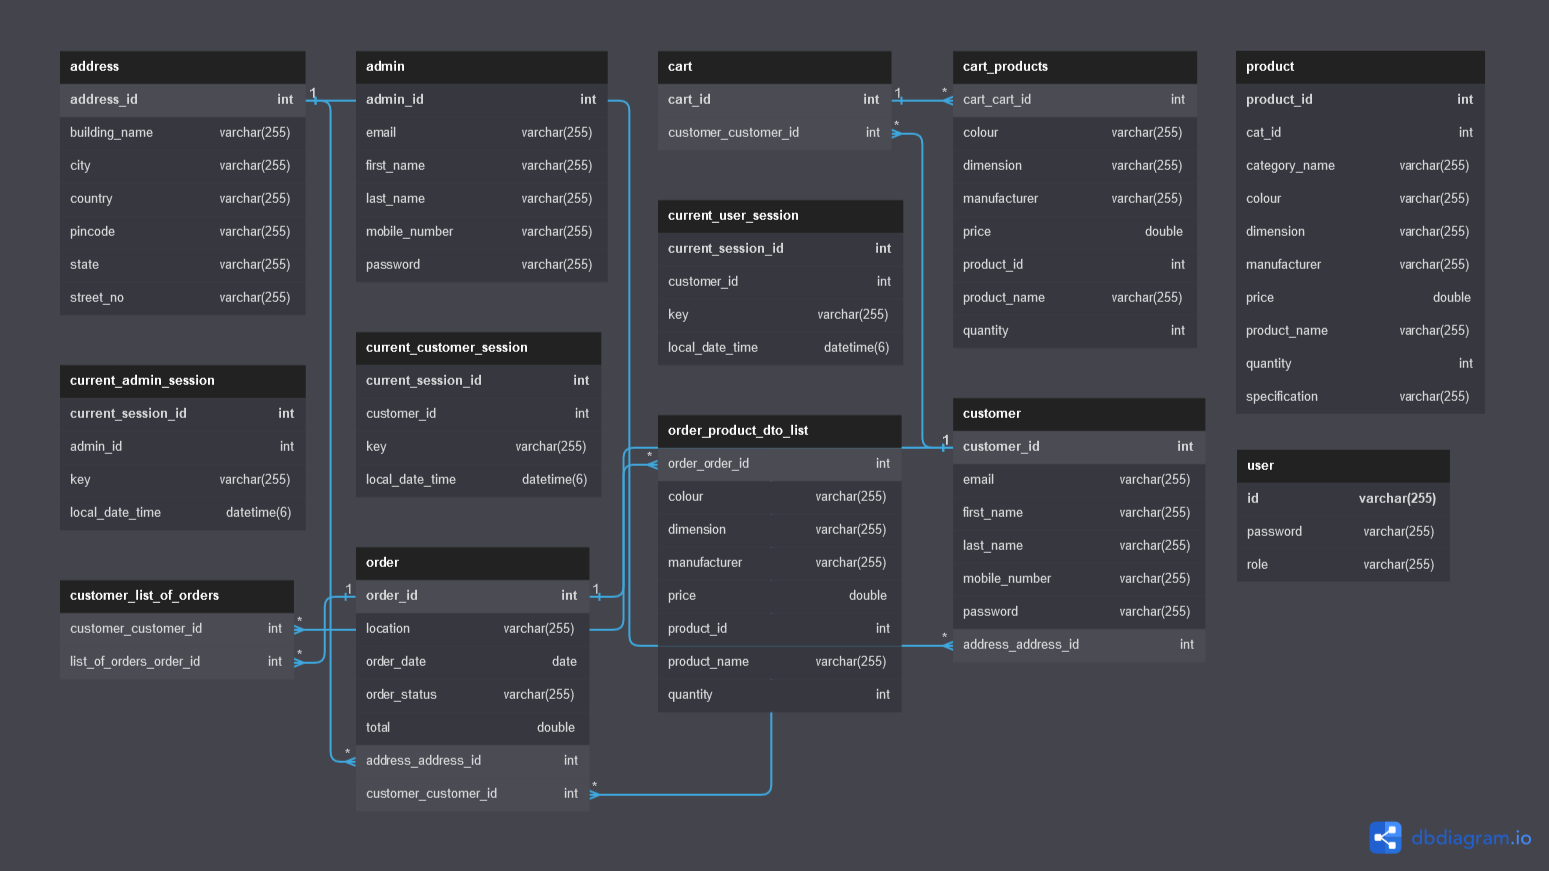 address
address_id int
building_name varchar(255)
city varchar(255)
country varchar(255)
pincode varchar(255)
state varchar(255)
street_no varchar(255)
1
admin
admin_id int
email varchar(255)
first_name varchar(255)
last_name varchar(255)
mobile_number varchar(255)
password varchar(255)
cart
cart_id int
customer_customer_id int
1
*
*
cart_products
cart_cart_id int
colour varchar(255)
dimension varchar(255)
manufacturer varchar(255)
price double
product_id int
product_name varchar(255)
quantity int
product
product_id int
cat_id int
category_name varchar(255)
colour varchar(255)
dimension varchar(255)
manufacturer varchar(255)
price double
product_name varchar(255)
quantity int
specification varchar(255)
current_user_session
current_session_id int
customer_id int
key varchar(255)
local_date_time datetime(6)
current_customer_session
current_session_id int
customer_id int
key varchar(255)
local_date_time datetime(6)
current_admin_session
current_session_id int
admin_id int
key varchar(255)
local_date_time datetime(6)
order_product_dto_list
*
order_order_id int
colour varchar(255)
dimension varchar(255)
manufacturer varchar(255)
price double
product_id int
product_name varchar(255)
quantity int
customer
1
customer_id int
email varchar(255)
first_name varchar(255)
last_name varchar(255)
mobile_number varchar(255)
password varchar(255)
*
address_address_id int
user
id varchar(255)
password varchar(255)
role varchar(255)
customer_list_of_orders
customer_customer_id int
*
list_of_orders_order_id int
*
order
1
order_id int
1
location varchar(255)
order_date date
order_status varchar(255)
total double
*
address_address_id int
customer_customer_id int
*
dbdiagram.io